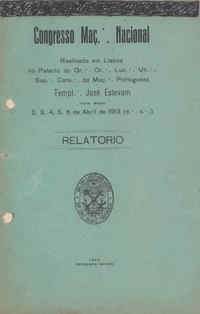 Congresso Maç.·. Nacional
Realisado em Lisboa
no Palacio do Gr.·. Or.·. Lus.·. Un.·.
Sup.·. Cons.·. da Maç.·. Portuguesa
Templ.·. José Estevam
nos dias
2, 3, 4, 5, 6 de Abril de 1913 (e.·. v.·.)
RELATORIO